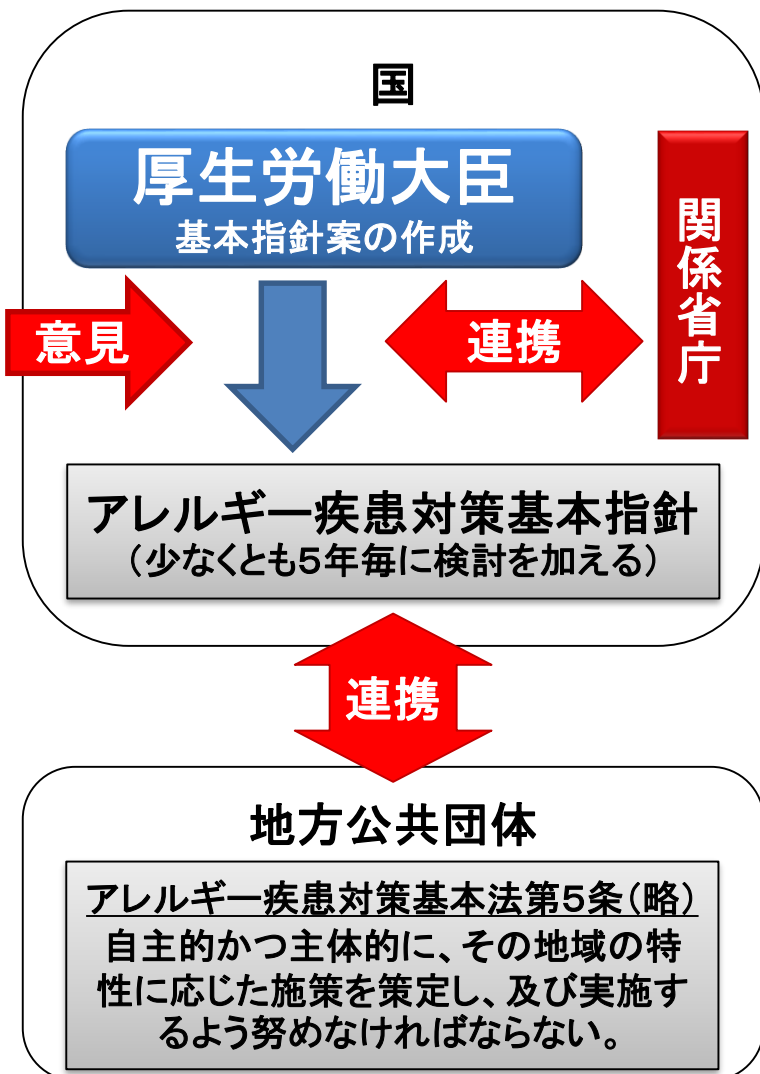 国
厚生労働大臣
基本指針案の作成
関係省庁
意見
連携
アレルギー疾患対策基本指針
（少なくとも５年毎に検討を加える）
連携
地方公共団体
アレルギー疾患対策基本法第５条（略）
自主的かつ主体的に、その地域の特
性に応じた施策を策定し、及び実施す
るよう努めなければならない。